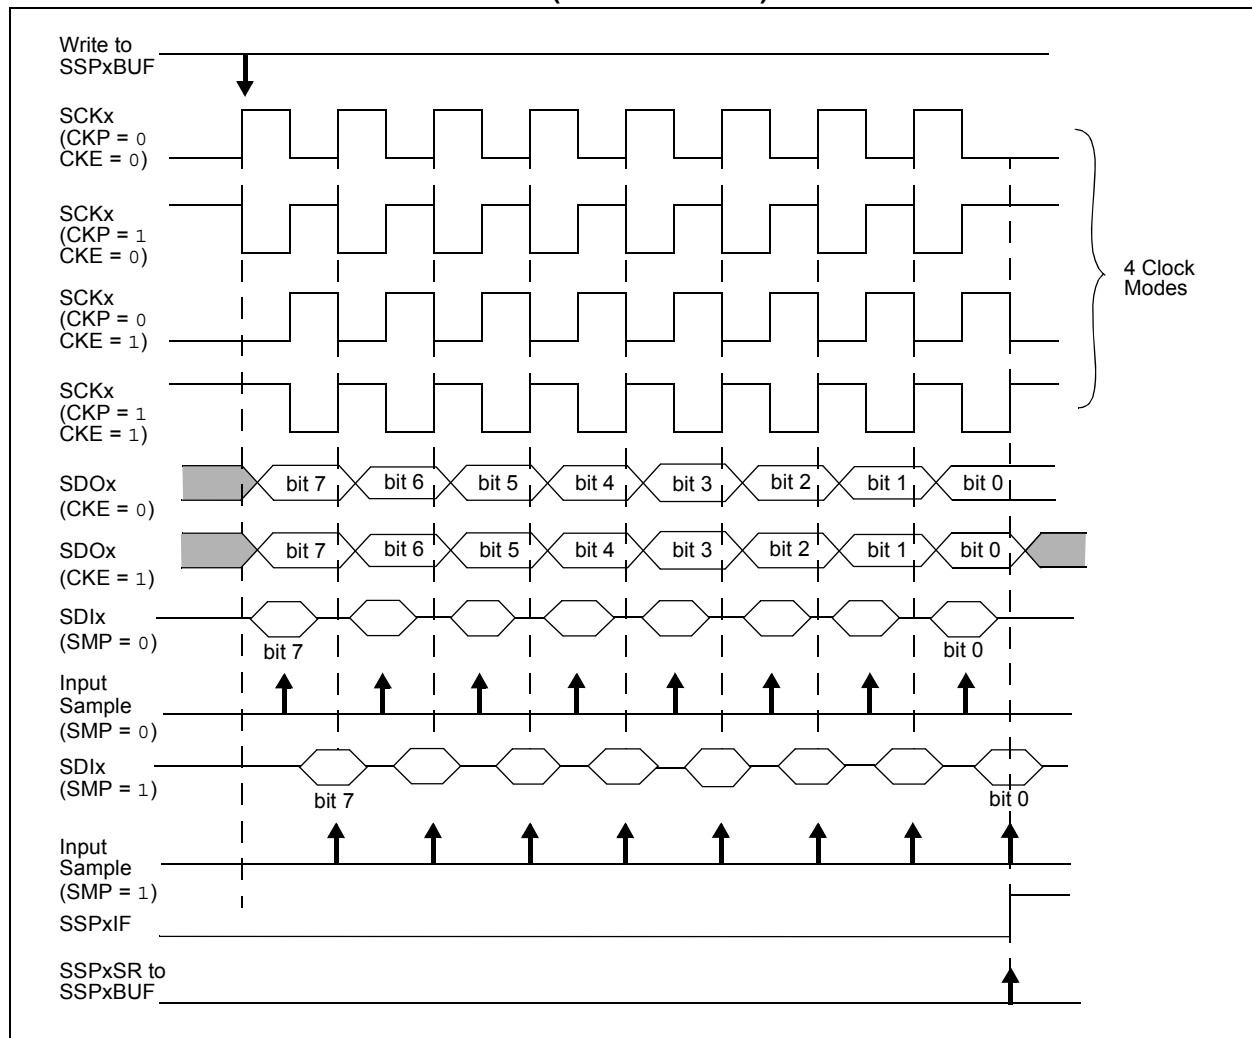 Write to
SSPxBUF
SCKx
(CKP = 0
CKE = 0)
SCKx
(CKP = 1
CKE = 0)
SCKx
(CKP = 0
CKE = 1)
SCKx
(CKP = 1
CKE = 1)
4 Clock
Modes
SDOx
(CKE = 0)
bit 7 bit 6 bit 5 bit 4 bit 3 bit 2 bit 1 bit 0
SDOx
(CKE = 1)
bit 7 bit 6 bit 5 bit 4 bit 3 bit 2 bit 1 bit 0
SDIx
(SMP = 0)
bit 7 bit 0
Input
Sample
(SMP = 0)
SDIx
(SMP = 1)
bit 7 bit 0
Input
Sample
(SMP = 1)
SSPxIF
SSPxSR to
SSPxBUF